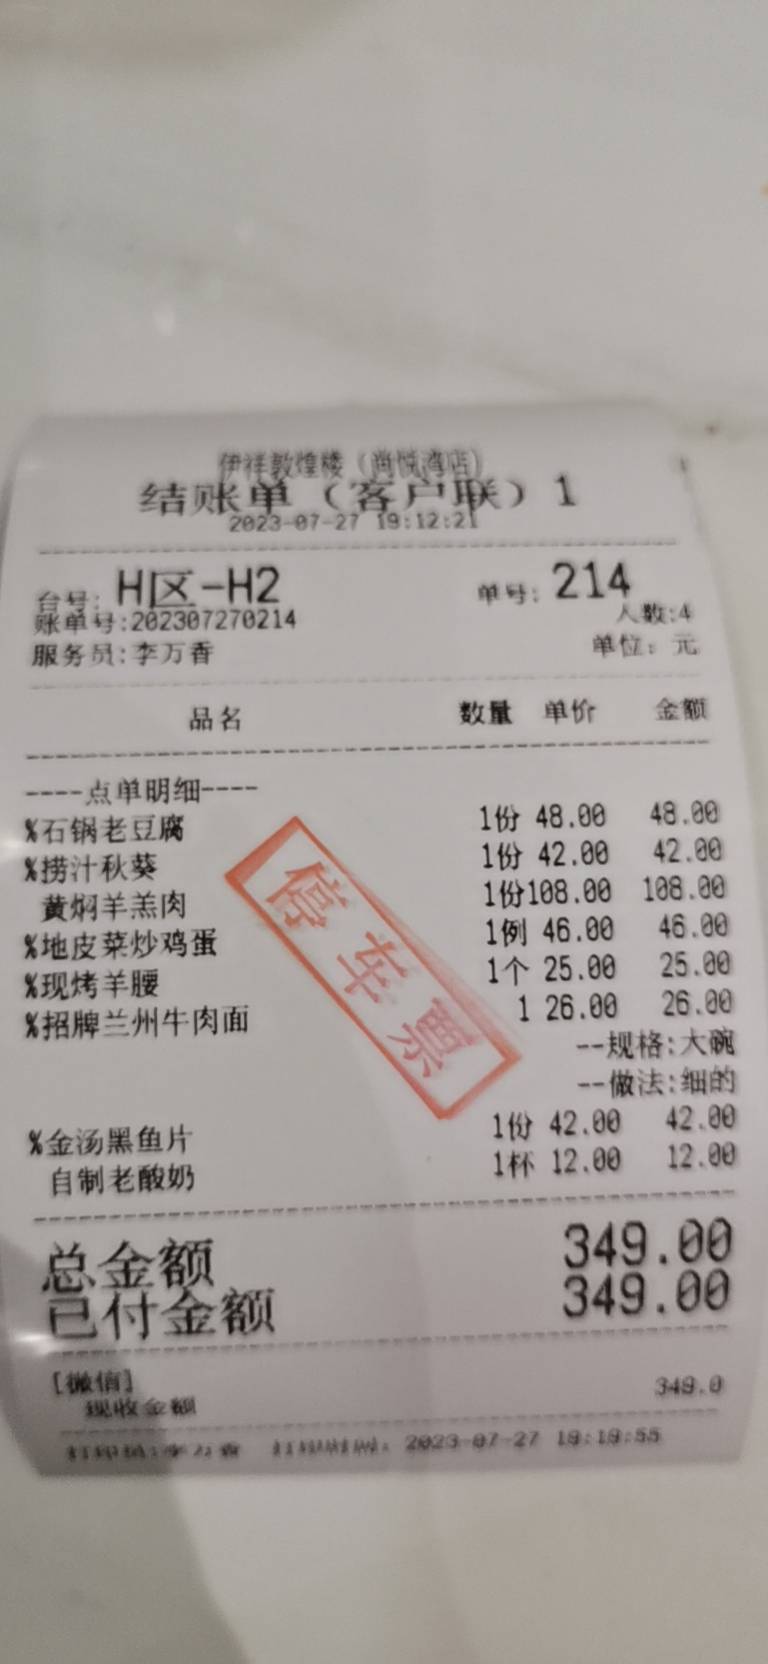 伊祥敦煌楼（尚悦湾店）
结账单（客户联）1
2023-07-27 19:12:21
台号: H区-H2 单号: 214
账单号:202307270214 人数:4
服务员:李万香 单位: 元
品名 数量 单价 金额
----点单明细----
%石锅老豆腐 1份 48.00 48.00
%捞汁秋葵 1份 42.00 42.00
黄焖羊羔肉 1份108.00 108.00
%地皮菜炒鸡蛋 1例 46.00 46.00
%现烤羊腰 1个 25.00 25.00
%招牌兰州牛肉面 1 26.00 26.00
--规格:大碗
--做法:细的
%金汤黑鱼片 1份 42.00 42.00
自制老酸奶 1杯 12.00 12.00
停车票
总金额 349.00
已付金额 349.00
[微信] 349.0
现收金额
打印员:李万香 打印时间: 2023-07-27 19:19:55